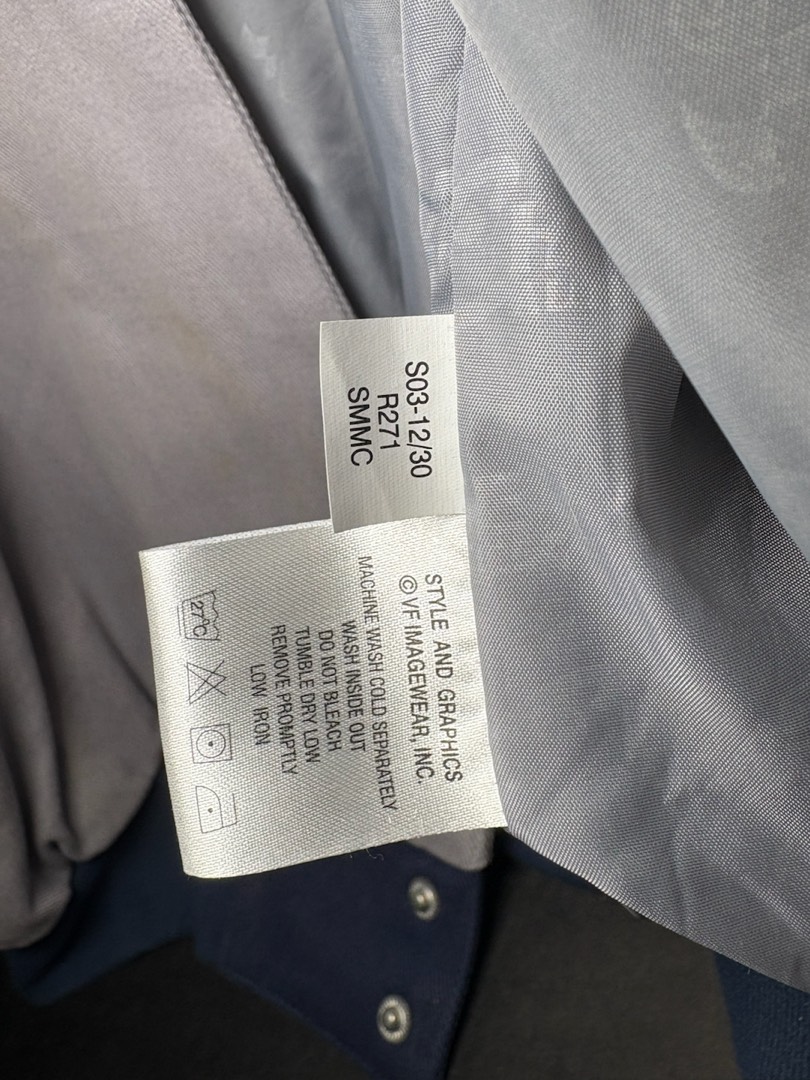 S03-12/30
R271
SMMC
STYLE AND GRAPHICS
©VF IMAGEWEAR, INC.
MACHINE WASH COLD SEPARATELY
WASH INSIDE OUT
DO NOT BLEACH
TUMBLE DRY LOW
REMOVE PROMPTLY
LOW IRON
27°C